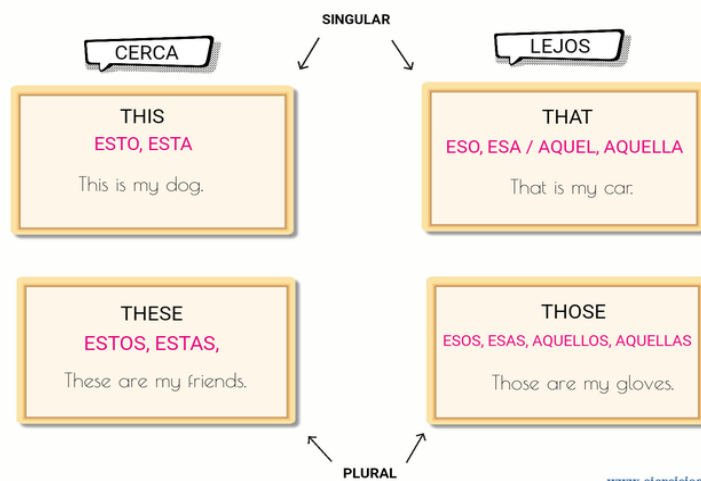 SINGULAR
CERCA
LEJOS
THIS
ESTO, ESTA
This is my dog.
THAT
ESO, ESA / AQUEL, AQUELLA
That is my car.
THESE
ESTOS, ESTAS,
These are my friends.
THOSE
ESOS, ESAS, AQUELLOS, AQUELLAS
Those are my gloves.
PLURAL